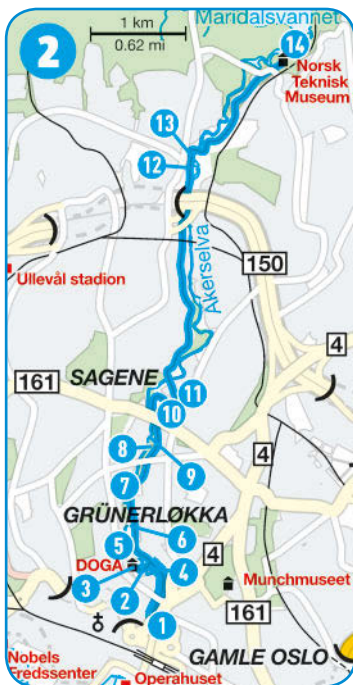 2
1 km
0.62 mi
Maridalsvannet
14
Norsk
Teknisk
Museum
13
12
Akerselva
150
Ullevål stadion
4
161
SAGENE
11
10
4
8
9
7
GRÜNERLØKKA
6
5
4
DOGA
4
3
2
Munchmuseet
1
161
Nobels
Fredssenter
GAMLE OSLO
Operahuset